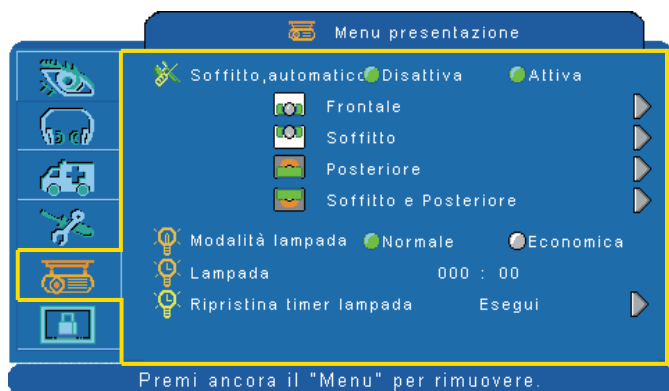 Menu presentazione
Soffitto,automatico Disattiva Attiva
Frontale
Soffitto
Posteriore
Soffitto e Posteriore
Modalità lampada Normale Economica
Lampada 000 : 00
Ripristina timer lampada Esegui
Premi ancora il "Menu" per rimuovere.